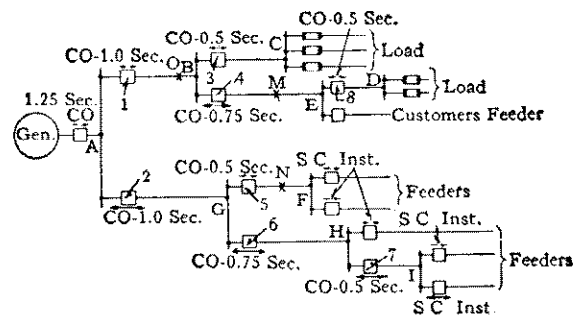 CO-0.5 Sec.
CO-0.5 Sec.
C
Load
CO-1.0 Sec.
O
B
3
4
M
D
Load
1
1.25 Sec.
CO
CO-0.75 Sec.
E
8
Customers Feeder
Gen.
A
2
CO-0.5 Sec.
N
S C Inst.
Feeders
CO-1.0 Sec.
G
5
F
S C Inst.
6
H
CO-0.75 Sec.
7
Feeders
CO-0.5 Sec.
I
S C Inst.